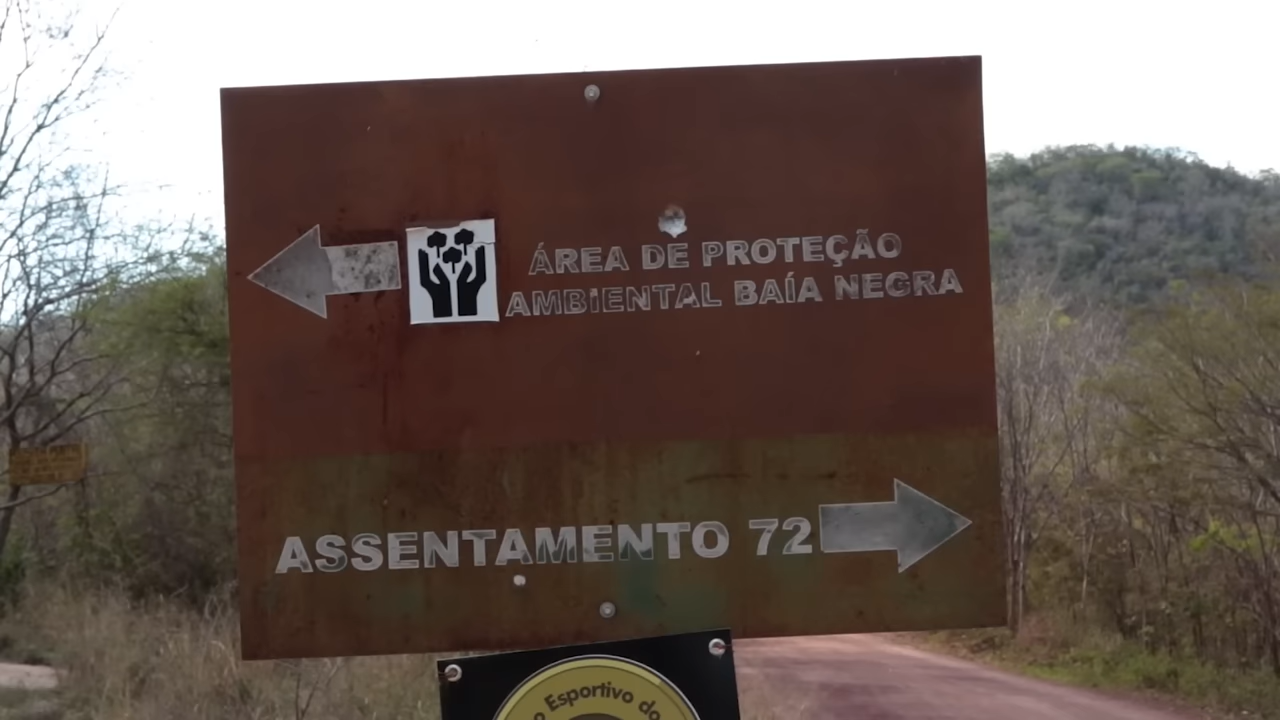 ÁREA DE PROTEÇÃO
AMBIENTAL BAÍA NEGRA
ASSENTAMENTO 72
Esportivo do